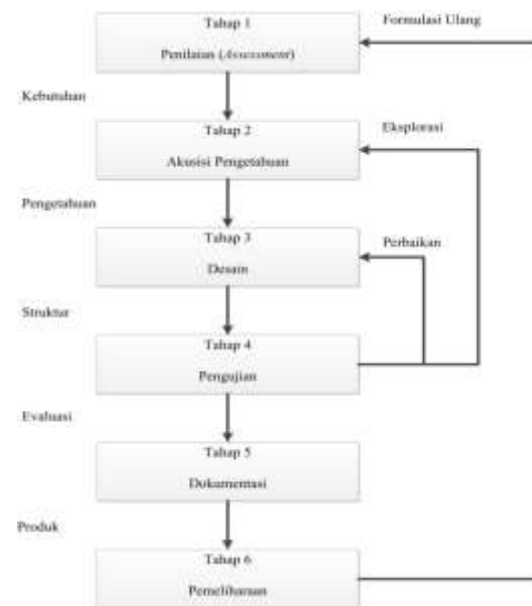 Tahap 1
Formulasi Ulang
Penilaian (Assessment)
Kebutuhan
Tahap 2
Eksplorasi
Akusisi Pengetahuan
Pengetahuan
Tahap 3
Perbaikan
Desain
Struktur
Tahap 4
Pengujian
Evaluasi
Tahap 5
Dokumentasi
Produk
Tahap 6
Pemeliharaan